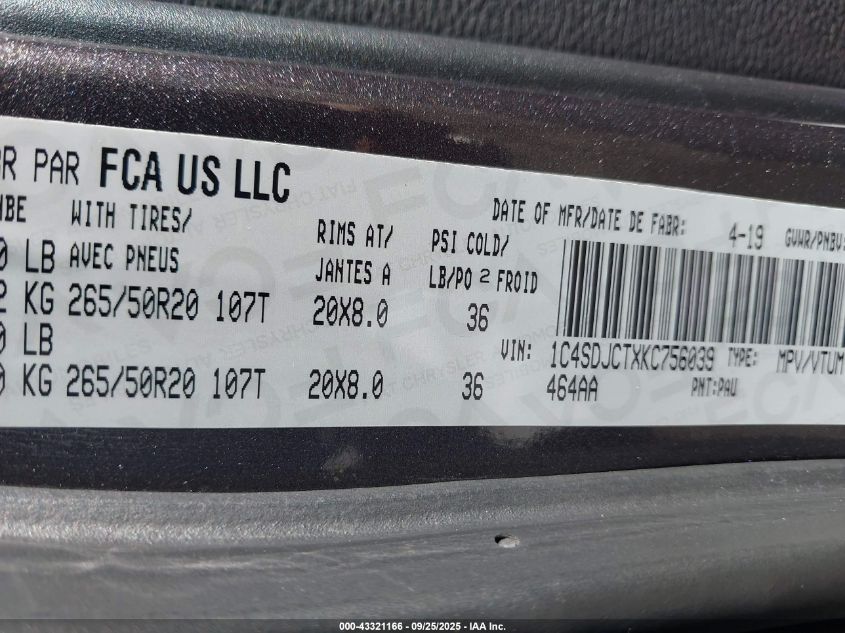 OR PAR FCA US LLC
DATE OF MFR/DATE DE FABR: 4-19 GVWR/PNBV:
WITH TIRES/ RIMS AT/ PSI COLD/
0 LB AVEC PNEUS JANTES A LB/PO 2 FROID
KG 265/50R20 107T 20X8.0 36
0 LB VIN: 1C4SDJCTXKC756039 TYPE: MPV/VTUM
0 KG 265/50R20 107T 20X8.0 36 464AA PNT:PAU
000-43321166 - 09/25/2025 - IAA Inc.